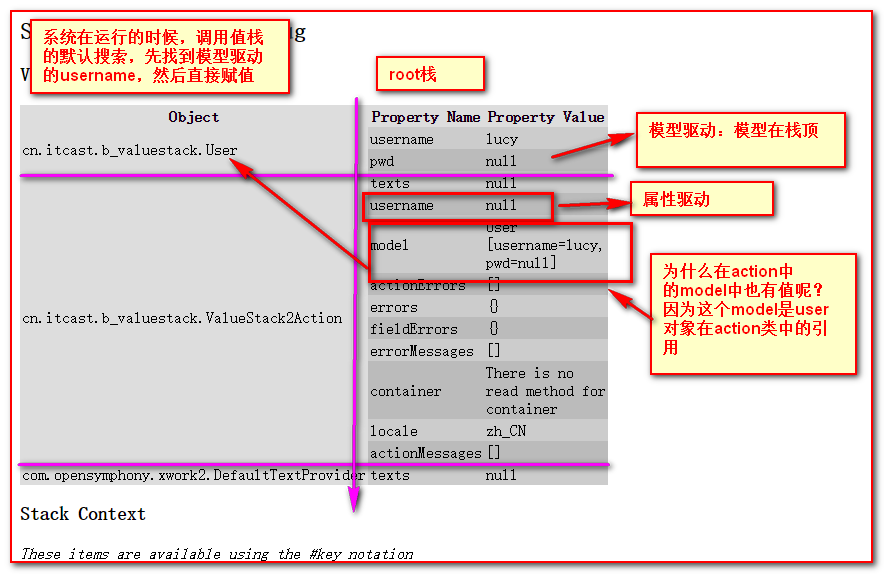 系统在运行的时候，调用值栈
的默认搜索，先找到模型驱动
的username，然后直接赋值
root栈
Object
Property Name Property Value
cn.itcast.b_valuestack.User
username lucy
pwd null
模型驱动：模型在栈顶
texts null
username null
属性驱动
cn.itcast.b_valuestack.ValueStack2Action
model
User
[username=lucy,
pwd=null]
actionErrors []
errors {}
fieldErrors {}
errorMessages []
container
There is no
read method for
container
locale zh_CN
actionMessages []
为什么在action中
的model中也有值呢？
因为这个model是user
对象在action类中的引
用
com.opensymphony.xwork2.DefaultTextProvider texts null
Stack Context
These items are available using the #key notation